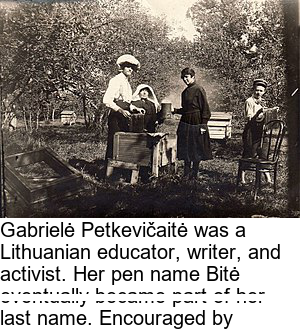 Gabrielė Petkevičaitė was a
Lithuanian educator, writer, and
activist. Her pen name Bitė
last name. Encouraged by